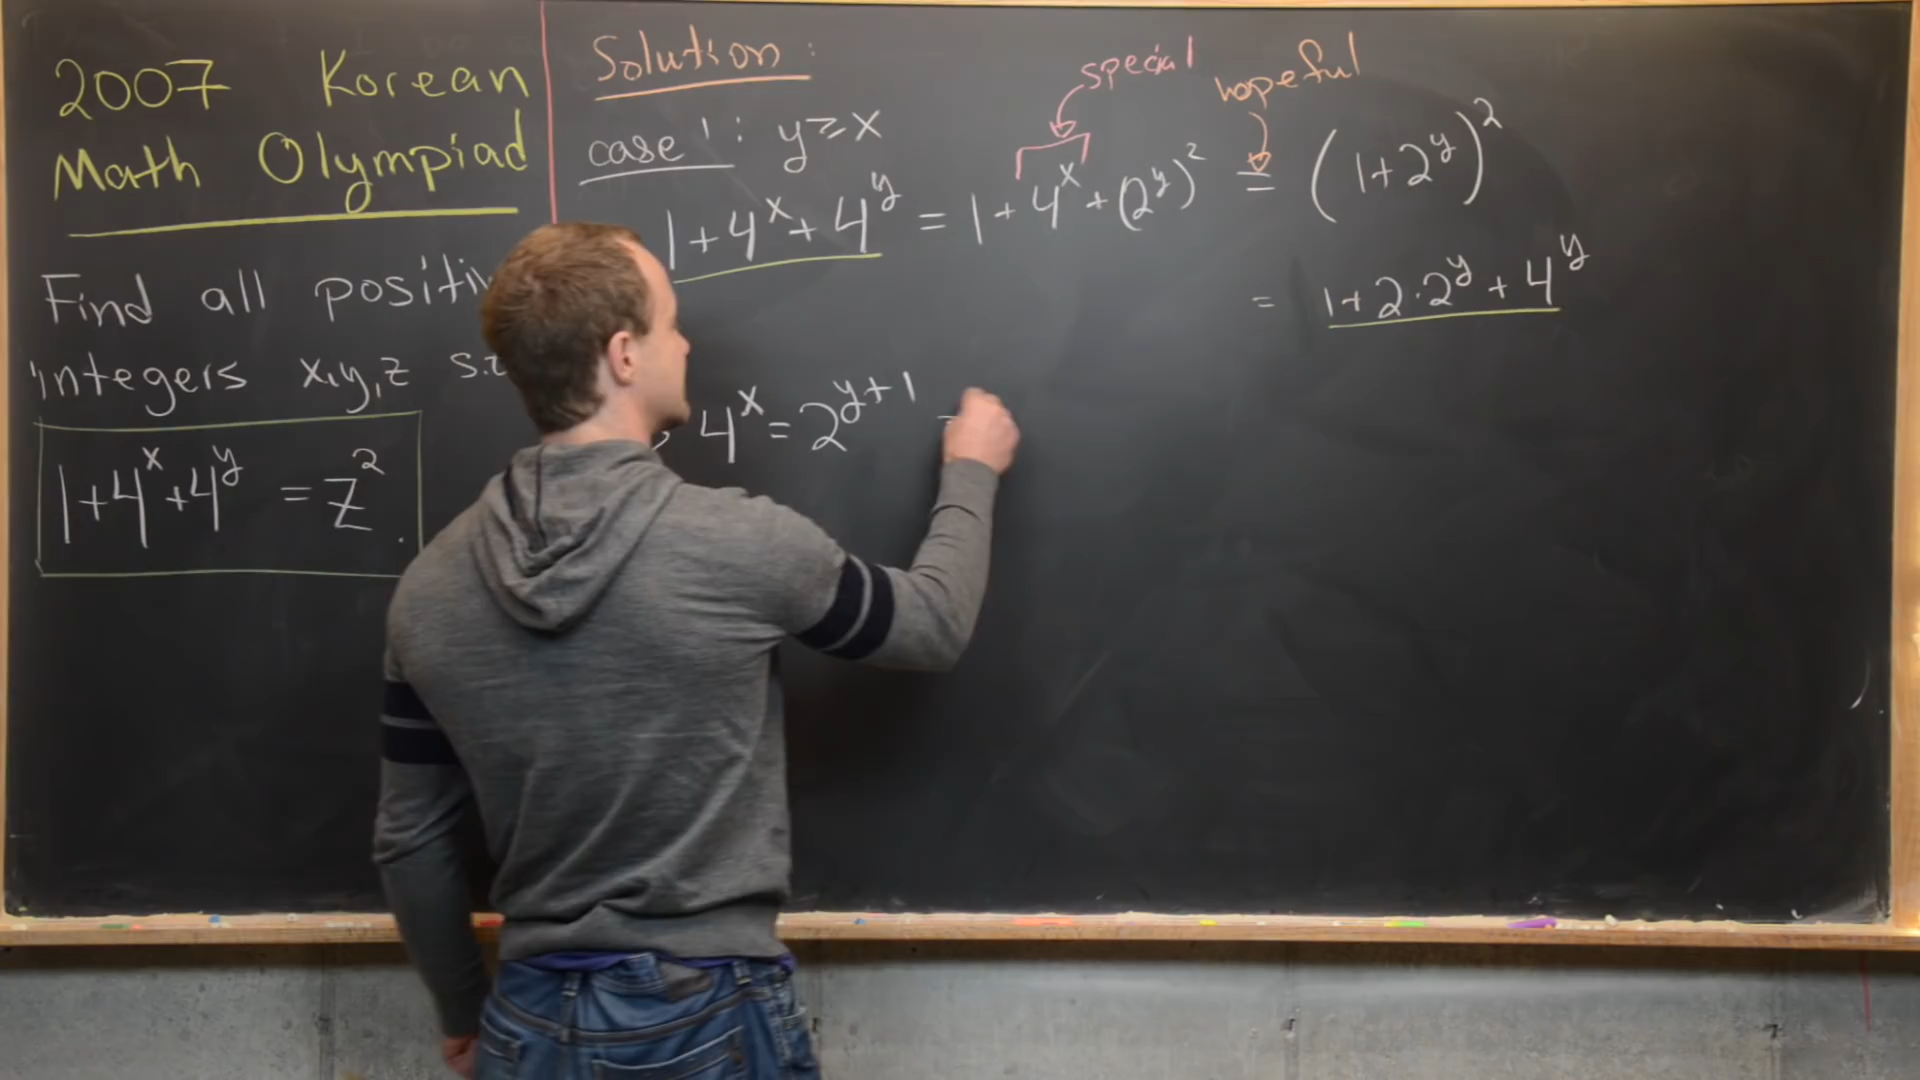 2007 Korean
Math Olympiad
Find all positiv
integers x,y,z s.t
1+4^x+4^y = z^2.
Solution:
case 1: y≥x
special
hopeful
1+4^x+4^y = 1+4^x+(2^y)^2 = (1+2^y)^2
= 1+2·2^y+4^y
4^x=2^{y+1}